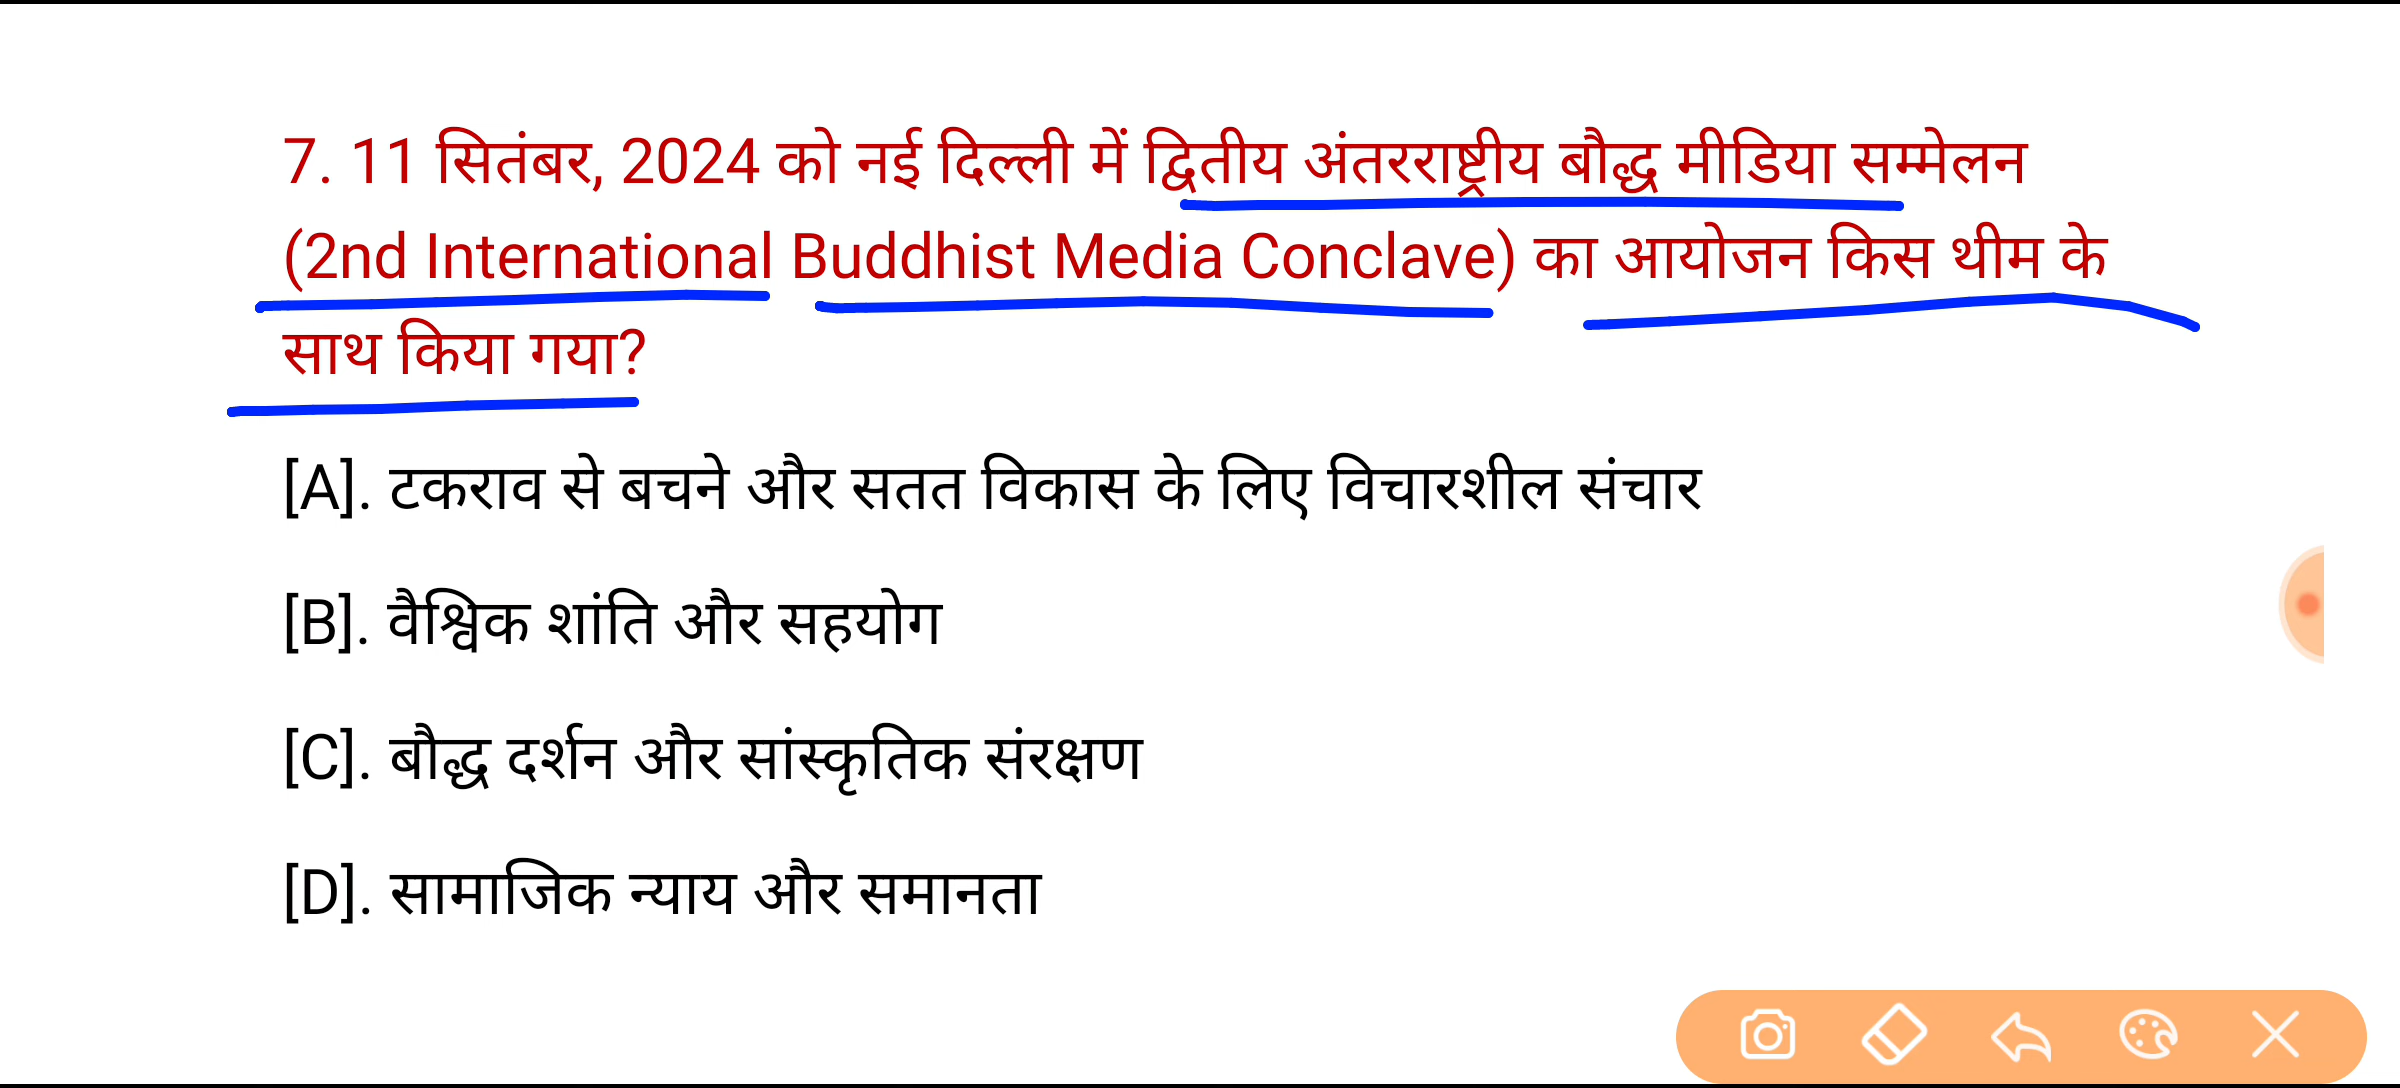 7. 11 सितंबर, 2024 को नई दिल्ली में द्वितीय अंतरराष्ट्रीय बौद्ध मीडिया सम्मेलन
(2nd International Buddhist Media Conclave) का आयोजन किस थीम के
साथ किया गया?
[A]. टकराव से बचने और सतत विकास के लिए विचारशील संचार
[B]. वैश्विक शांति और सहयोग
[C]. बौद्ध दर्शन और सांस्कृतिक संरक्षण
[D]. सामाजिक न्याय और समानता